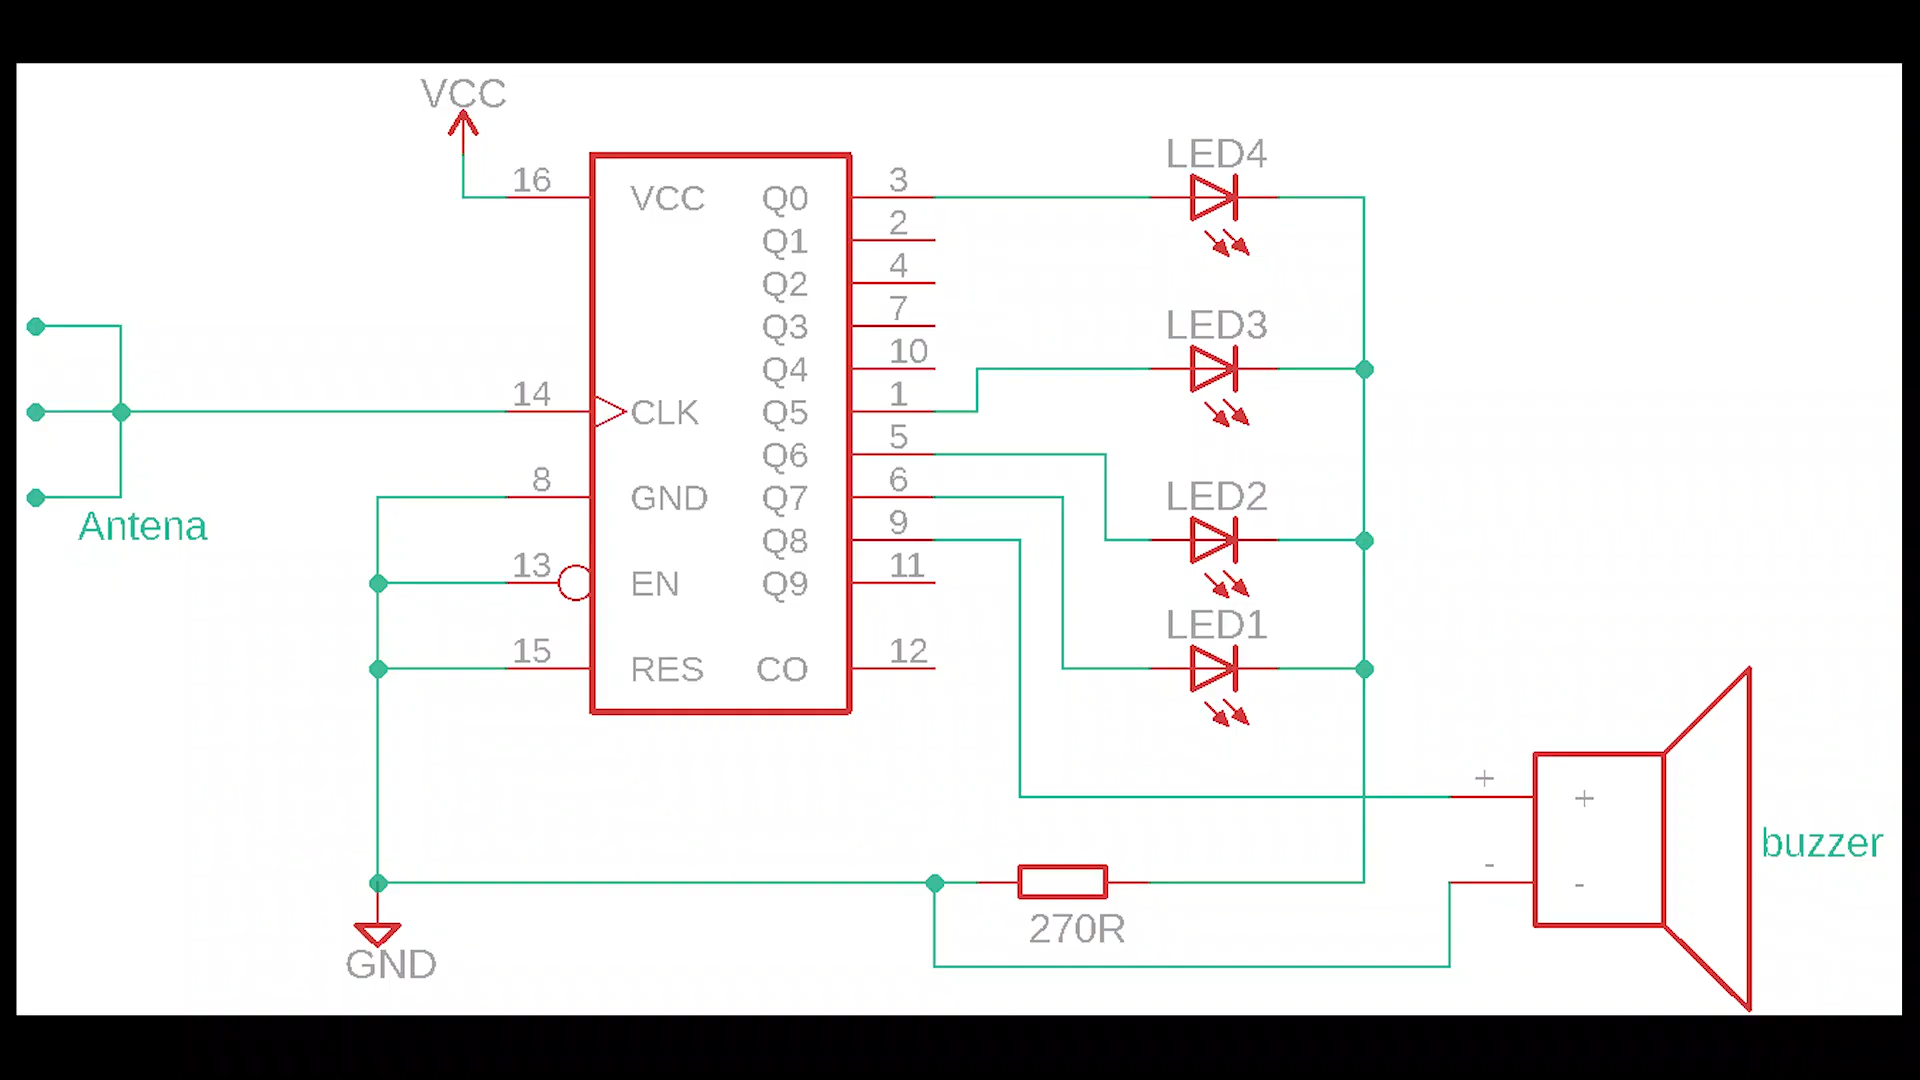 VCC
16 VCC Q0 3 LED4
Q1 2
Q2 4
Q3 7 LED3
Q4 10
14 CLK Q5 1
Q6 5
8 GND Q7 6 LED2
Antena
Q8 9
13 EN Q9 11
LED1
15 RES CO 12
+
+
buzzer
-
-
270R
GND